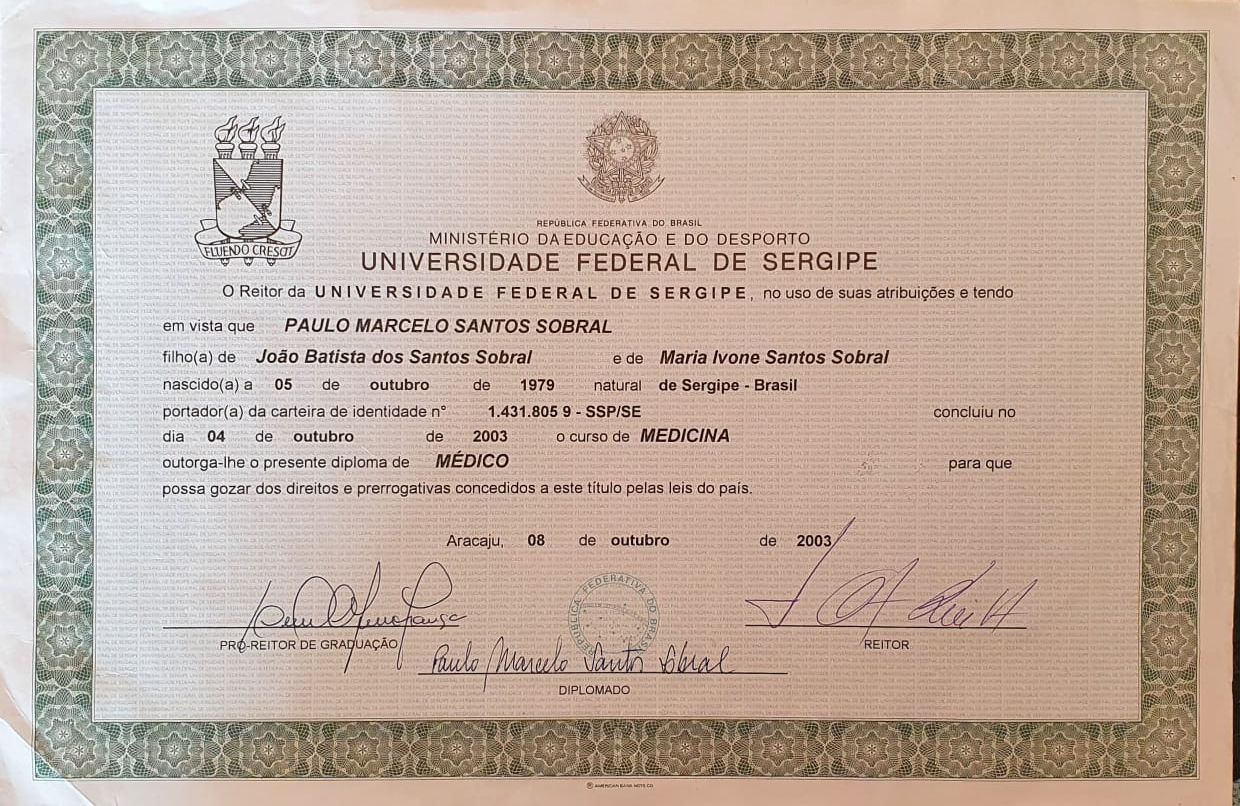 FLUENDO CRESCIT
REPÚBLICA FEDERATIVA DO BRASIL
MINISTÉRIO DA EDUCAÇÃO E DO DESPORTO
UNIVERSIDADE FEDERAL DE SERGIPE
O Reitor da UNIVERSIDADE FEDERAL DE SERGIPE, no uso de suas atribuições e tendo
em vista que PAULO MARCELO SANTOS SOBRAL
filho(a) de João Batista dos Santos Sobral e de Maria Ivone Santos Sobral
nascido(a) a 05 de outubro de 1979 natural de Sergipe - Brasil
portador(a) da carteira de identidade n° 1.431.805 9 - SSP/SE concluiu no
dia 04 de outubro de 2003 o curso de MEDICINA
outorga-lhe o presente diploma de MÉDICO para que
possa gozar dos direitos e prerrogativas concedidos a este título pelas leis do país.
Aracaju, 08 de outubro de 2003
REPÚBLICA FEDERATIVA DO BRASIL
PRÓ-REITOR DE GRADUAÇÃO
REITOR
Paulo Marcelo Santos Sobral
DIPLOMADO
AMERICAN BANK NOTE CO